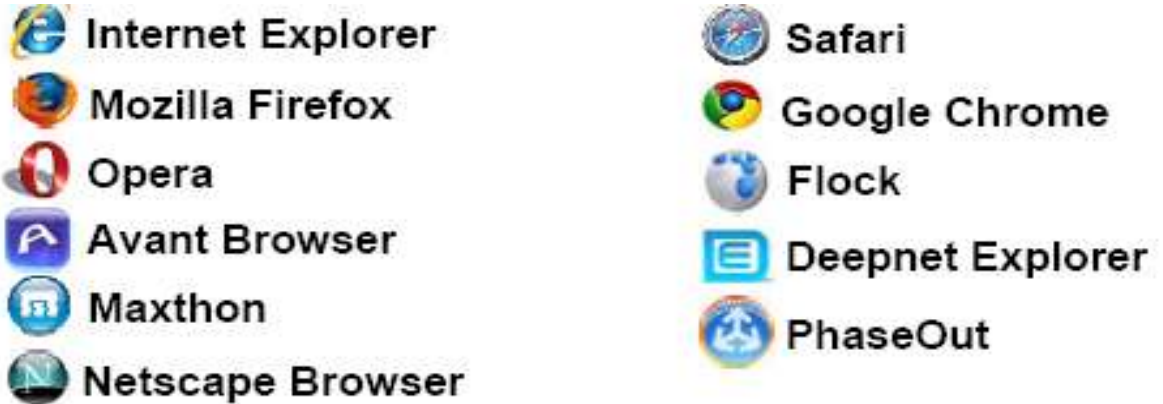 Internet Explorer
Mozilla Firefox
Opera
Avant Browser
Maxthon
Netscape Browser
Safari
Google Chrome
Flock
Deepnet Explorer
PhaseOut